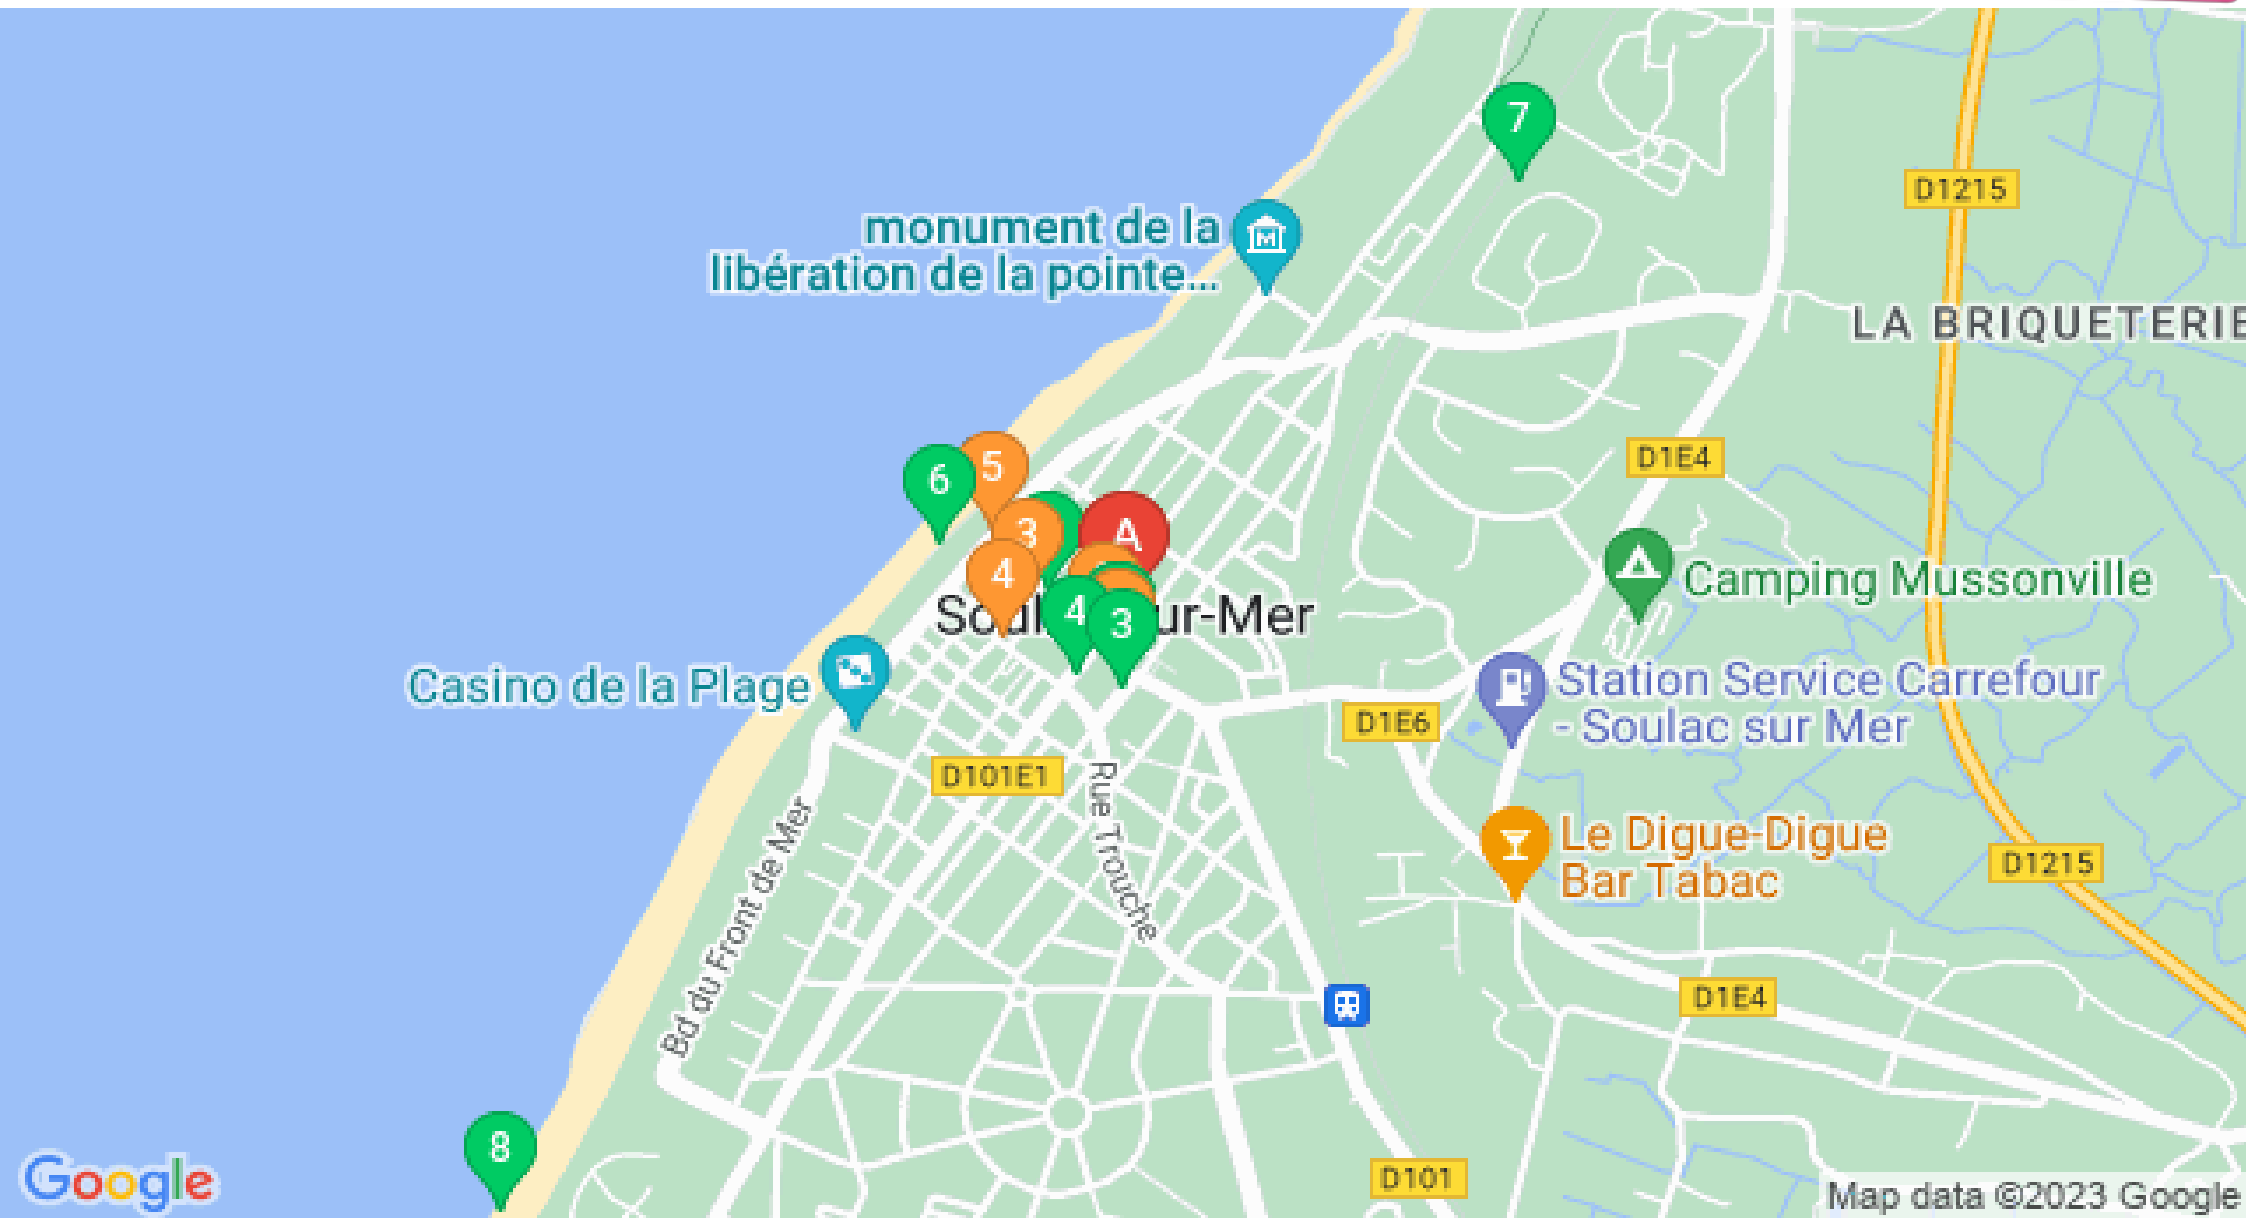 7
D1215
monument de la
libération de la pointe...
LA BRIQUETERIE
D1E4
5
6
3
A
4
Camping Mussonville
4
3
Station Service Carrefour
- Soulac sur Mer
Casino de la Plage
D1E6
D101E1
Rue Trouche
Bd du Front de Mer
Le Digue-Digue
Bar Tabac
D1215
D1E4
8
D101
Google
Map data ©2023 Google